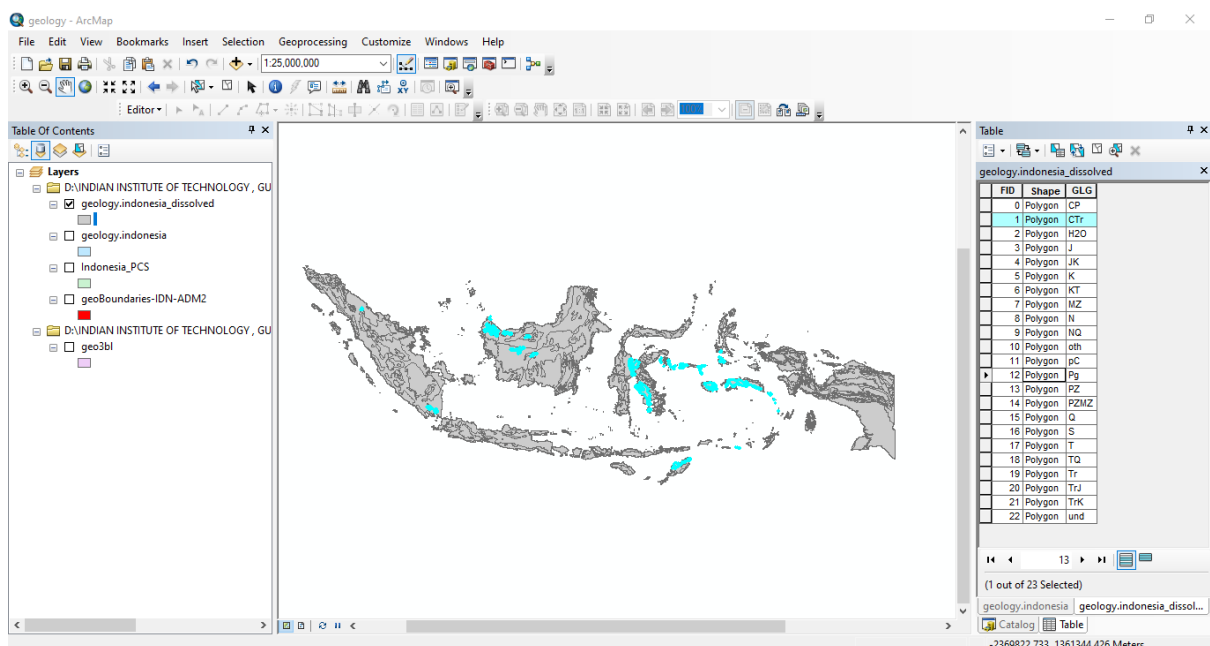 geology - ArcMap
File Edit View Bookmarks Insert Selection Geoprocessing Customize Windows Help
1:25,000,000
Editor
Table Of Contents
Layers
D:\INDIAN INSTITUTE OF TECHNOLOGY , GU
geology.indonesia_dissolved
geology.indonesia
Indonesia_PCS
geoBoundaries-IDN-ADM2
D:\INDIAN INSTITUTE OF TECHNOLOGY , GU
geo3bl
Table
geology.indonesia_dissolved
FID Shape GLG
0 Polygon CP
1 Polygon CTr
2 Polygon H2O
3 Polygon J
4 Polygon JK
5 Polygon K
6 Polygon KT
7 Polygon MZ
8 Polygon N
9 Polygon NQ
10 Polygon oth
11 Polygon pC
12 Polygon Pg
13 Polygon PZ
14 Polygon PZMZ
15 Polygon Q
16 Polygon S
17 Polygon T
18 Polygon TQ
19 Polygon Tr
20 Polygon TrJ
21 Polygon TrK
22 Polygon und
13
(1 out of 23 Selected)
geology.indonesia geology.indonesia_dissol...
Catalog Table
-2369822.733 1361344.426 Meters